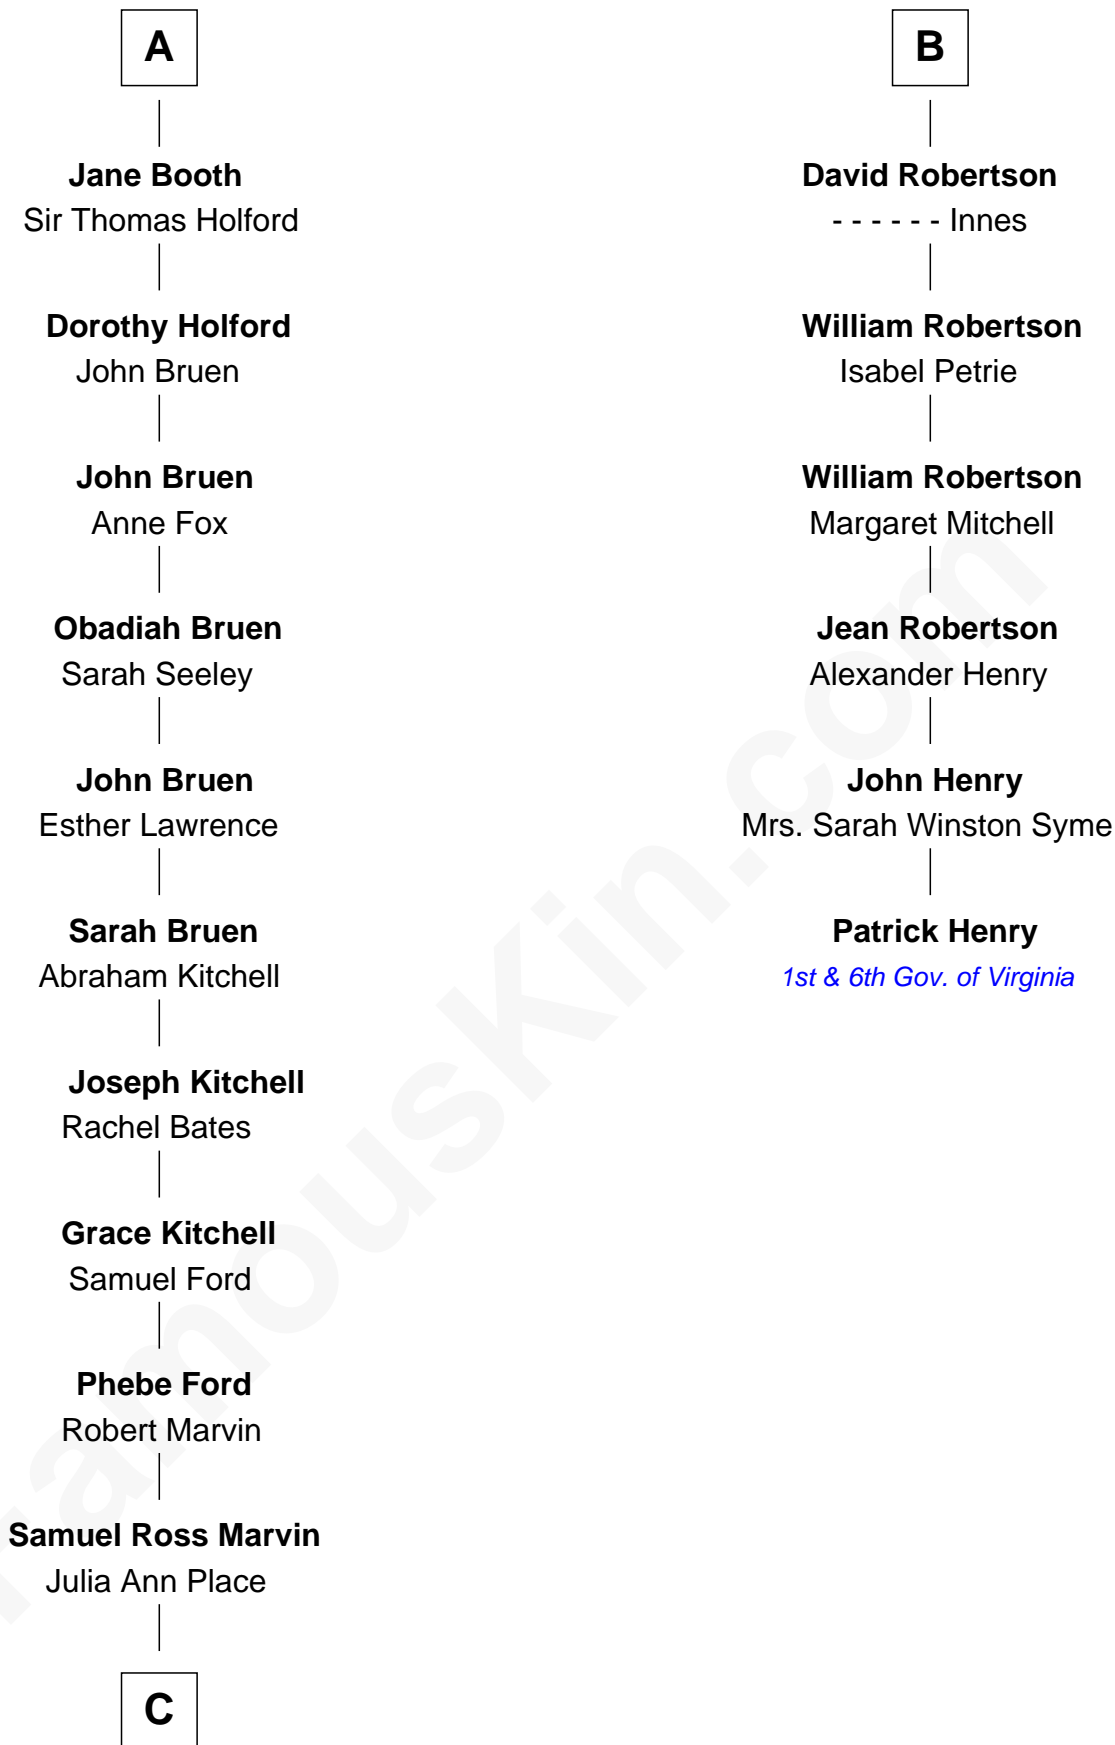 A
Jane Booth
Sir Thomas Holford
Dorothy Holford
John Bruen
John Bruen
Anne Fox
Obadiah Bruen
Sarah Seeley
John Bruen
Esther Lawrence
Sarah Bruen
Abraham Kitchell
Joseph Kitchell
Rachel Bates
Grace Kitchell
Samuel Ford
Phebe Ford
Robert Marvin
Samuel Ross Marvin
Julia Ann Place
C
B
David Robertson
- - - - - - Innes
William Robertson
Isabel Petrie
William Robertson
Margaret Mitchell
Jean Robertson
Alexander Henry
John Henry
Mrs. Sarah Winston Syme
Patrick Henry
1st & 6th Gov. of Virginia
FamousKin.com